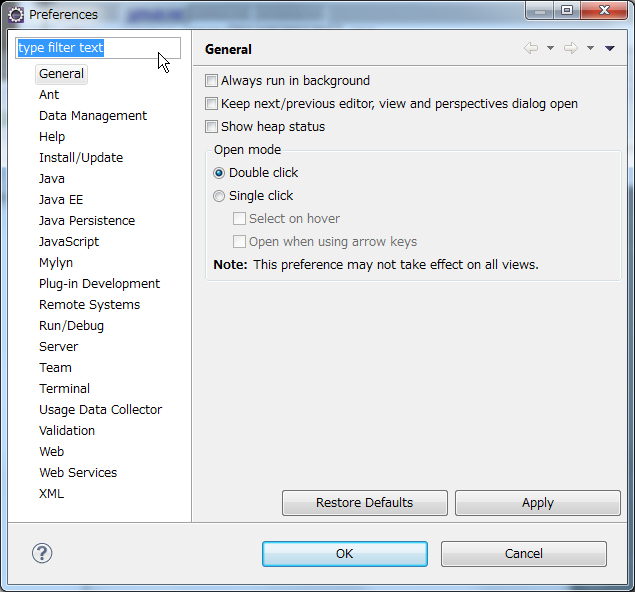 Preferences
type filter text
General
Ant
Data Management
Help
Install/Update
Java
Java EE
Java Persistence
JavaScript
Mylyn
Plug-in Development
Remote Systems
Run/Debug
Server
Team
Terminal
Usage Data Collector
Validation
Web
Web Services
XML
General
Always run in background
Keep next/previous editor, view and perspectives dialog open
Show heap status
Open mode
Double click
Single click
Select on hover
Open when using arrow keys
Note: This preference may not take effect on all views.
Restore Defaults
Apply
?
OK
Cancel